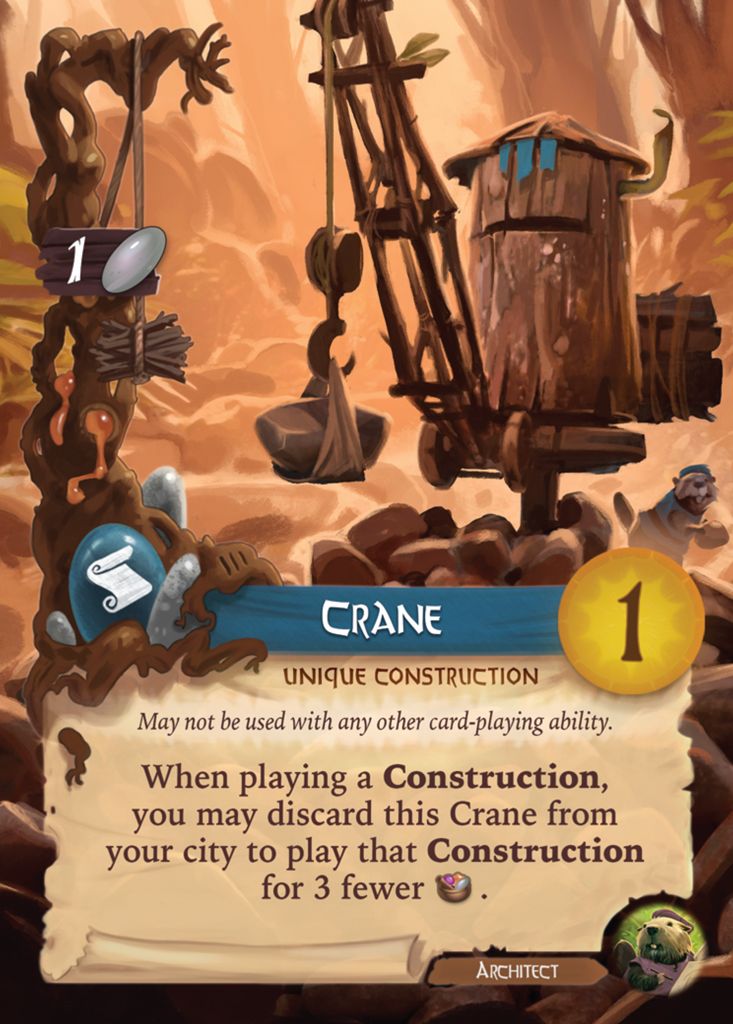 1
CRANE
1
UNIQUE CONSTRUCTION
May not be used with any other card-playing ability.
When playing a Construction,
you may discard this Crane from
your city to play that Construction
for 3 fewer .
ARCHITECT